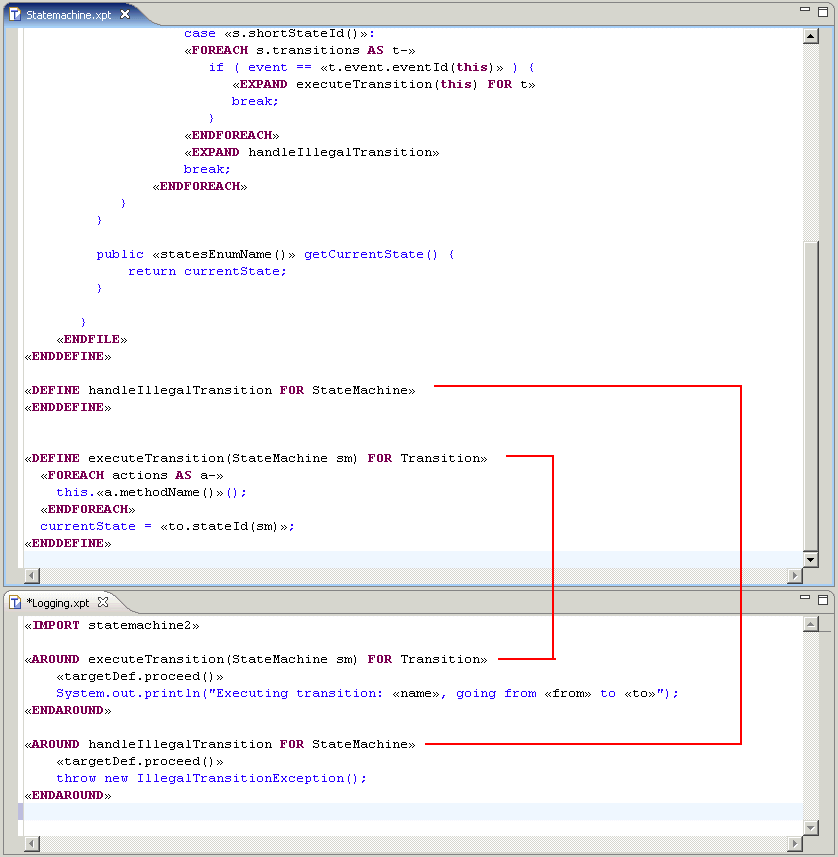 Statemachine.xpt
case «s.shortStateId()»:
«FOREACH s.transitions AS t-»
if ( event == «t.event.eventId(this)» ) {
«EXPAND executeTransition(this) FOR t»
break;
}
«ENDFOREACH»
«EXPAND handleIllegalTransition»
break;
«ENDFOREACH»
}
}
public «statesEnumName()» getCurrentState() {
return currentState;
}
}
«ENDFILE»
«ENDDEFINE»
«DEFINE handleIllegalTransition FOR StateMachine»
«ENDDEFINE»
«DEFINE executeTransition(StateMachine sm) FOR Transition»
«FOREACH actions AS a-»
this.«a.methodName()»();
«ENDFOREACH»
currentState = «to.stateId(sm)»;
«ENDDEFINE»
*Logging.xpt
«IMPORT statemachine2»
«AROUND executeTransition(StateMachine sm) FOR Transition»
«targetDef.proceed()»
System.out.println("Executing transition: «name», going from «from» to «to»");
«ENDAROUND»
«AROUND handleIllegalTransition FOR StateMachine»
«targetDef.proceed()»
throw new IllegalTransitionException();
«ENDAROUND»